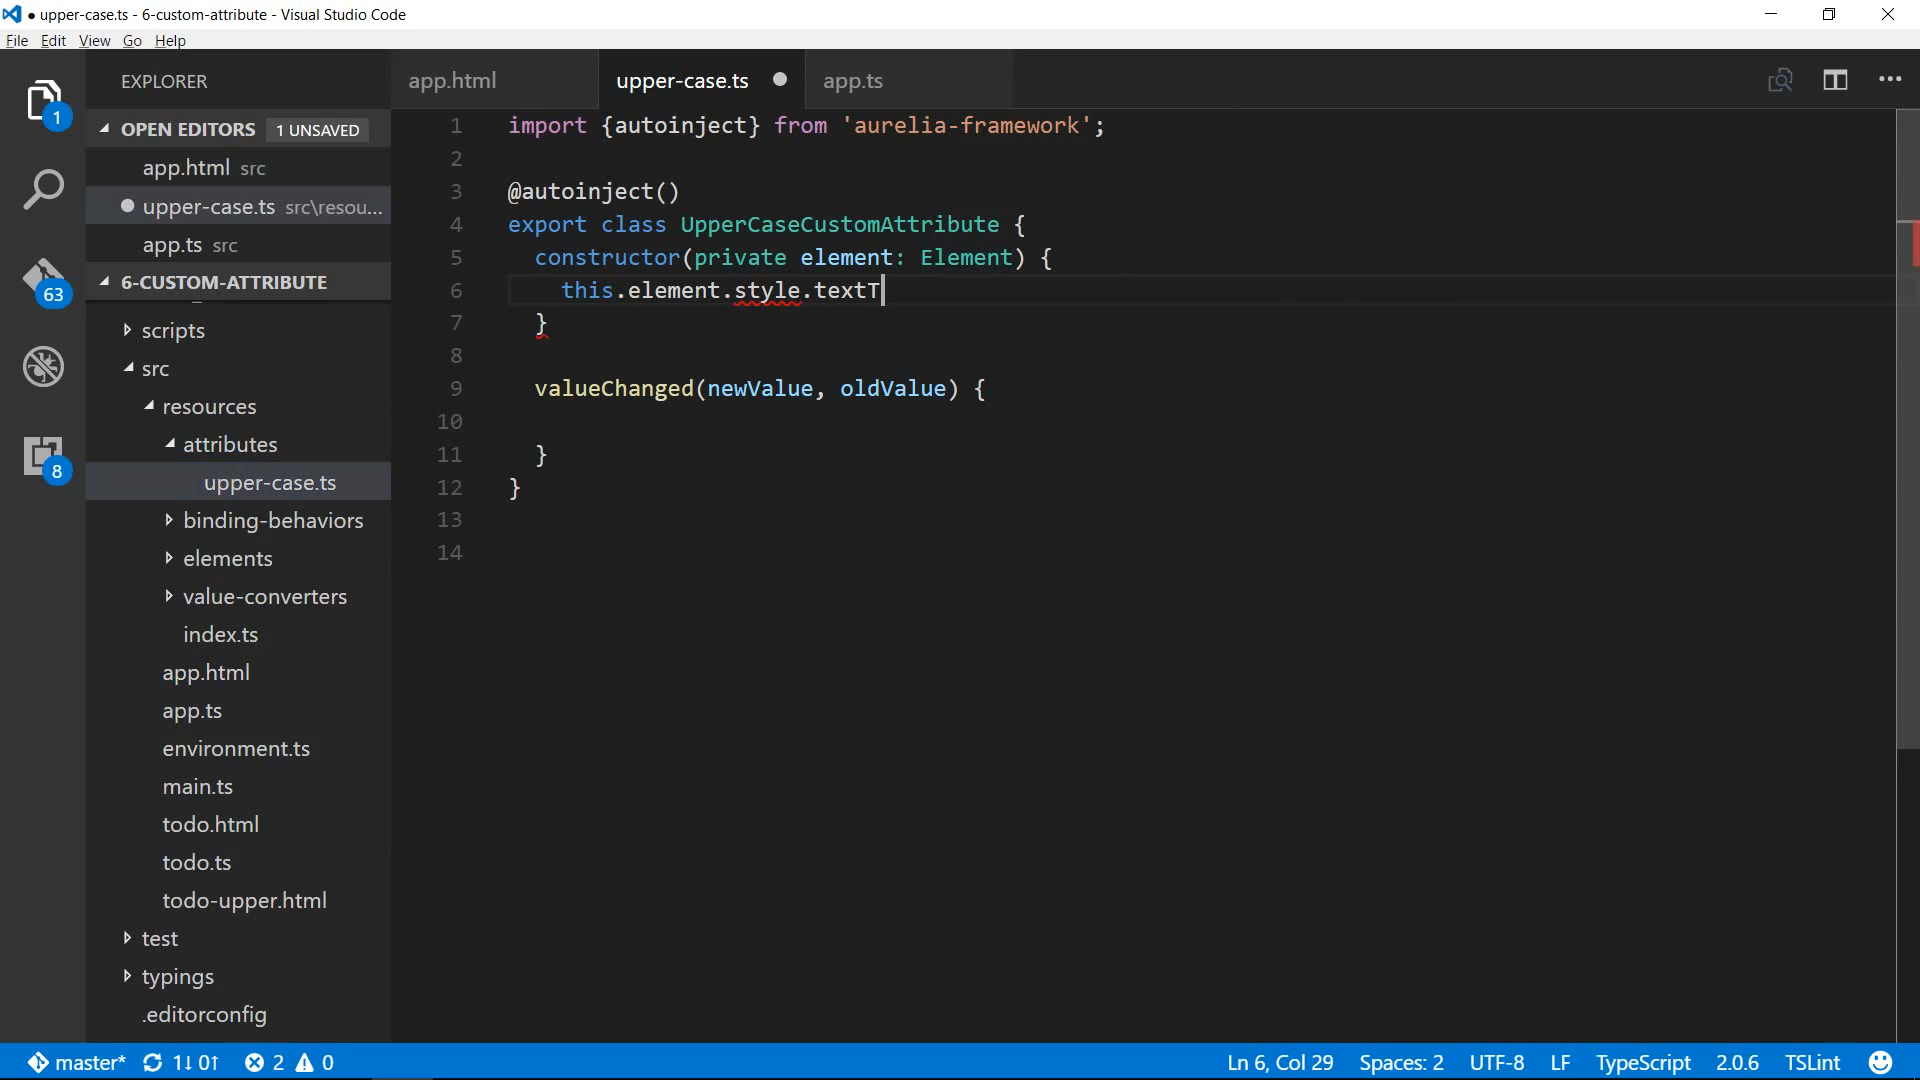 ● upper-case.ts - 6-custom-attribute - Visual Studio Code
File Edit View Go Help
EXPLORER
app.html
upper-case.ts
app.ts
1
OPEN EDITORS 1 UNSAVED
app.html src
upper-case.ts src\resou...
app.ts src
63
6-CUSTOM-ATTRIBUTE
scripts
src
resources
attributes
8
upper-case.ts
binding-behaviors
elements
value-converters
index.ts
app.html
app.ts
environment.ts
main.ts
todo.html
todo.ts
todo-upper.html
test
typings
.editorconfig
1 import {autoinject} from 'aurelia-framework';
2
3 @autoinject()
4 export class UpperCaseCustomAttribute {
5 constructor(private element: Element) {
6 this.element.style.textT
7 }
8
9 valueChanged(newValue, oldValue) {
10
11 }
12 }
13
14
master* 1↓ 0↑ 2 0 Ln 6, Col 29 Spaces: 2 UTF-8 LF TypeScript 2.0.6 TSLint